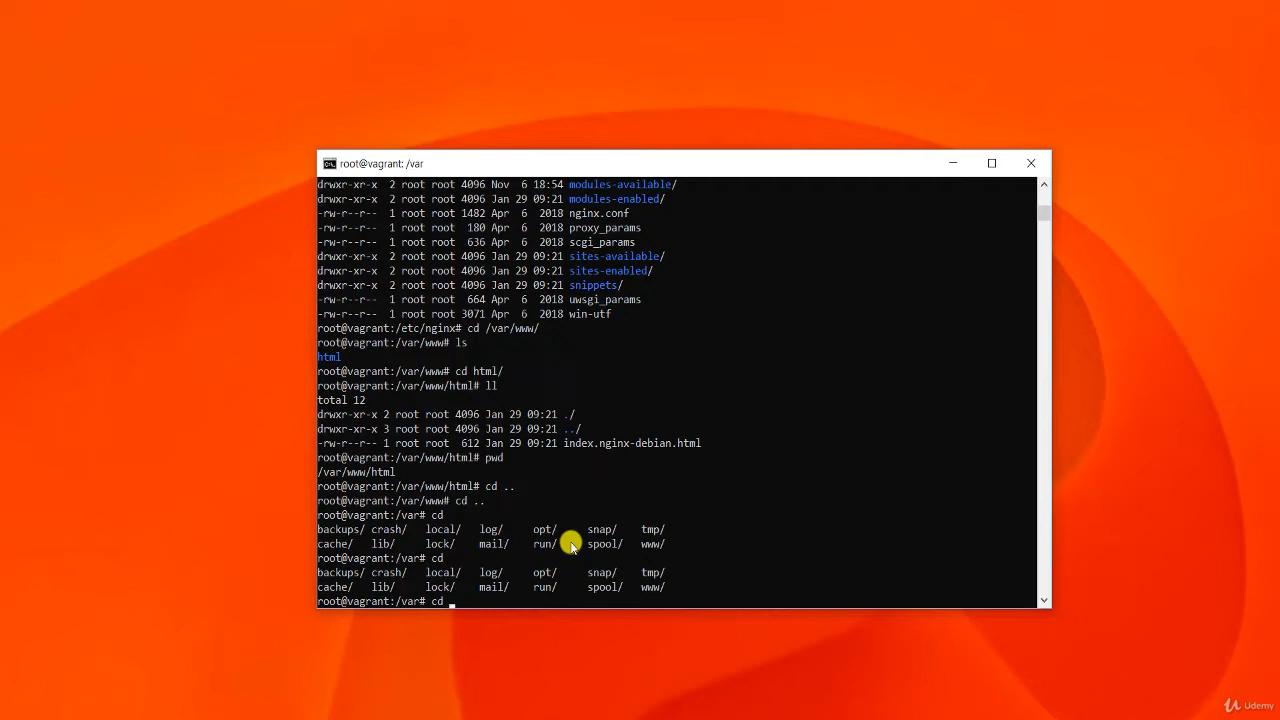 root@vagrant: /var
drwxr-xr-x 2 root root 4096 Nov  6 18:54 modules-available/
drwxr-xr-x 2 root root 4096 Jan 29 09:21 modules-enabled/
-rw-r--r-- 1 root root 1482 Apr  6  2018 nginx.conf
-rw-r--r-- 1 root root  180 Apr  6  2018 proxy_params
-rw-r--r-- 1 root root  636 Apr  6  2018 scgi_params
drwxr-xr-x 2 root root 4096 Jan 29 09:21 sites-available/
drwxr-xr-x 2 root root 4096 Jan 29 09:21 sites-enabled/
drwxr-xr-x 2 root root 4096 Jan 29 09:21 snippets/
-rw-r--r-- 1 root root  664 Apr  6  2018 uwsgi_params
-rw-r--r-- 1 root root 3071 Apr  6  2018 win-utf
root@vagrant:/etc/nginx# cd /var/www/
root@vagrant:/var/www# ls
html
root@vagrant:/var/www# cd html/
root@vagrant:/var/www/html# ll
total 12
drwxr-xr-x 2 root root 4096 Jan 29 09:21 ./
drwxr-xr-x 3 root root 4096 Jan 29 09:21 ../
-rw-r--r-- 1 root root  612 Jan 29 09:21 index.nginx-debian.html
root@vagrant:/var/www/html# pwd
/var/www/html
root@vagrant:/var/www/html# cd ..
root@vagrant:/var/www# cd ..
root@vagrant:/var# cd
backups/ crash/   local/   log/     opt/     snap/    tmp/
cache/   lib/     lock/    mail/    run/     spool/   www/
root@vagrant:/var# cd
backups/ crash/   local/   log/     opt/     snap/    tmp/
cache/   lib/     lock/    mail/    run/     spool/   www/
root@vagrant:/var# cd
Udemy